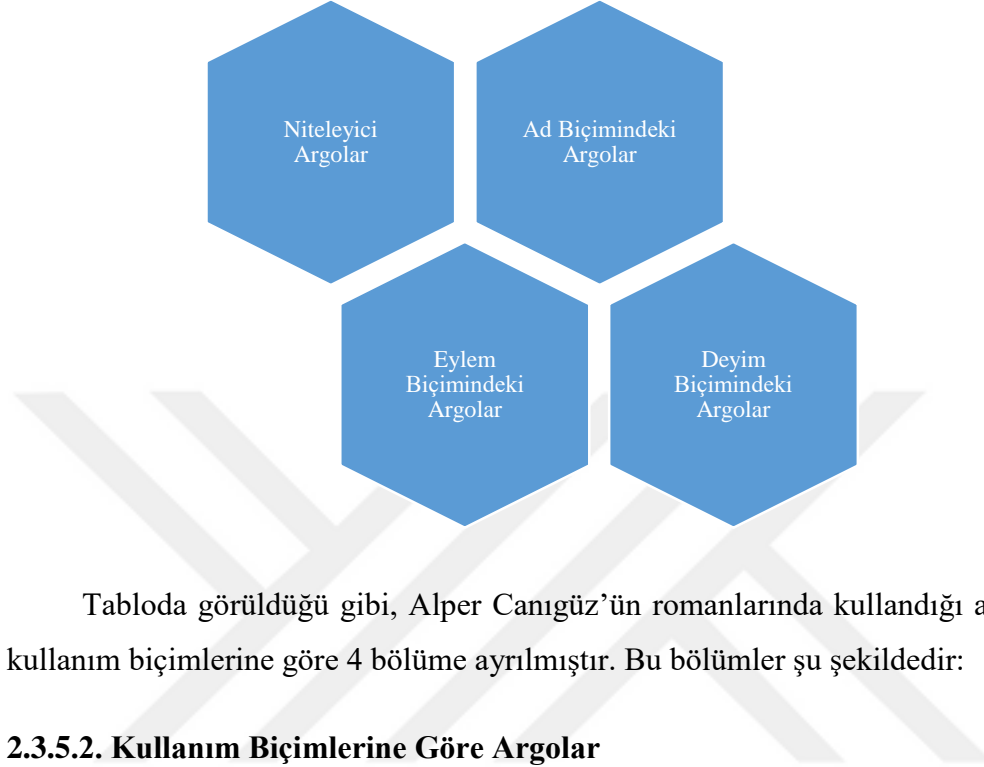 Niteleyici
Argolar
Ad Biçimindeki
Argolar
Eylem
Biçimindeki
Argolar
Deyim
Biçimindeki
Argolar
Tabloda görüldüğü gibi, Alper Canıgüz’ün romanlarında kullandığı
kullanım biçimlerine göre 4 bölüme ayrılmıştır. Bu bölümler şu şekildedir:
2.3.5.2. Kullanım Biçimlerine Göre Argolar